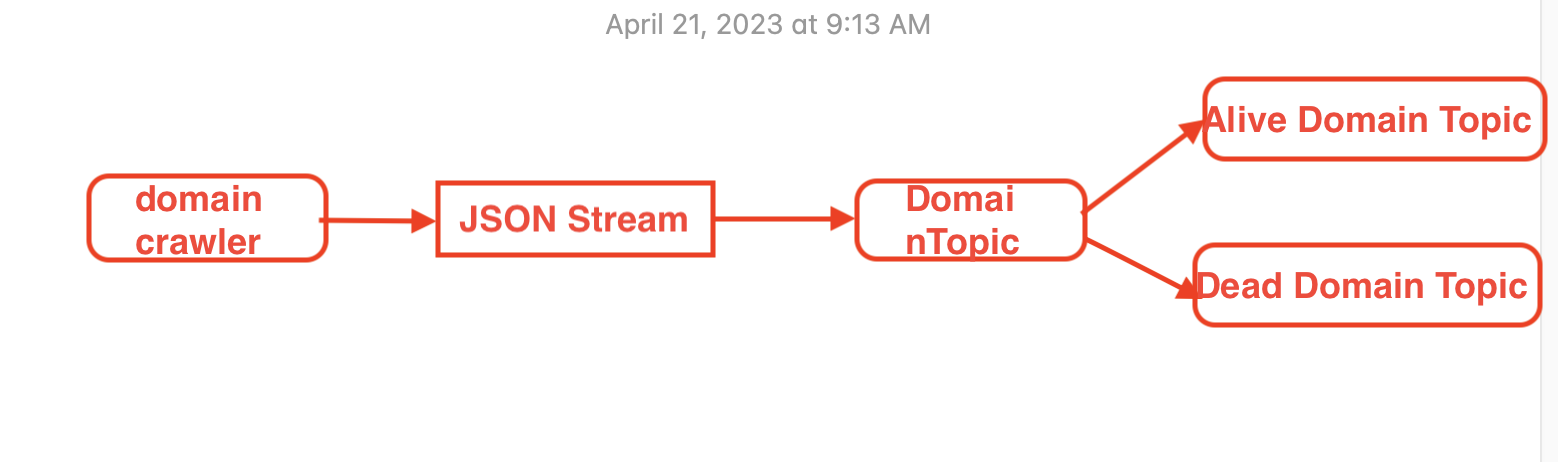 April 21, 2023 at 9:13 AM
domain
crawler
JSON Stream
Domai
nTopic
Alive Domain Topic
Dead Domain Topic